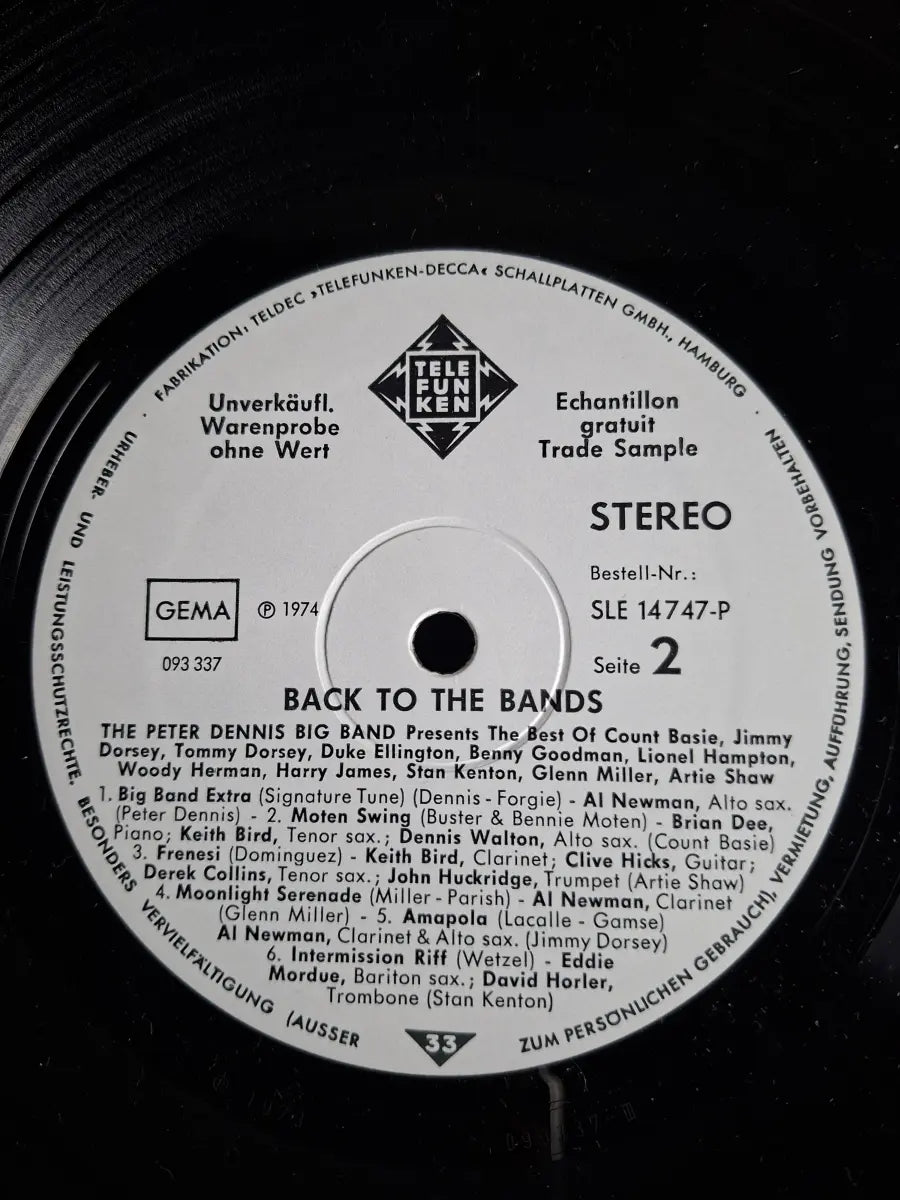 · FABRIKATION: TELDEC ›TELEFUNKEN-DECCA‹ SCHALLPLATTEN GMBH., HAMBURG ·
URHEBER- UND LEISTUNGSSCHUTZRECHTE. BESONDERS VERVIELFÄLTIGUNG (AUSSER
ZUM PERSÖNLICHEN GEBRAUCH), VERMIETUNG, AUFFÜHRUNG, SENDUNG VORBEHALTEN
TELE
FUN
KEN
Unverkäufl.
Warenprobe
ohne Wert
Echantillon
gratuit
Trade Sample
STEREO
Bestell-Nr.:
GEMA ℗ 1974 SLE 14747-P
093 337 Seite 2
BACK TO THE BANDS
THE PETER DENNIS BIG BAND Presents The Best Of Count Basie, Jimmy
Dorsey, Tommy Dorsey, Duke Ellington, Benny Goodman, Lionel Hampton,
Woody Herman, Harry James, Stan Kenton, Glenn Miller, Artie Shaw
1. Big Band Extra (Signature Tune) (Dennis - Forgie) - Al Newman, Alto sax.
(Peter Dennis) - 2. Moten Swing (Buster & Bennie Moten) - Brian Dee,
Piano; Keith Bird, Tenor sax.; Dennis Walton, Alto sax. (Count Basie)
3. Frenesi (Dominguez) - Keith Bird, Clarinet; Clive Hicks, Guitar;
Derek Collins, Tenor sax.; John Huckridge, Trumpet (Artie Shaw)
4. Moonlight Serenade (Miller - Parish) - Al Newman, Clarinet
(Glenn Miller) - 5. Amapola (Lacalle - Gamse)
Al Newman, Clarinet & Alto sax. (Jimmy Dorsey)
6. Intermission Riff (Wetzel) - Eddie
Mordue, Bariton sax.; David Horler,
Trombone (Stan Kenton)
33